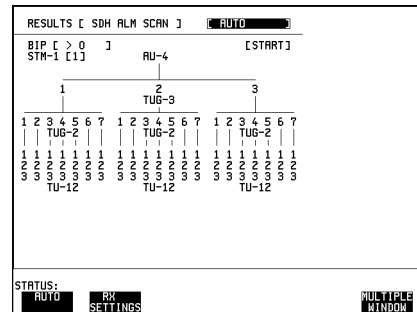 RESULTS [ SDH ALM SCAN ] [ AUTO ]
BIP [ > 0 ] [START]
STM-1 [1] AU-4
1 2 3
TUG-3
1 2 3 4 5 6 7 1 2 3 4 5 6 7 1 2 3 4 5 6 7
TUG-2 TUG-2 TUG-2
1 1 1 1 1 1 1 1 1 1 1 1 1 1 1 1 1 1 1 1 1
2 2 2 2 2 2 2 2 2 2 2 2 2 2 2 2 2 2 2 2 2
3 3 3 3 3 3 3 3 3 3 3 3 3 3 3 3 3 3 3 3 3
TU-12 TU-12 TU-12
STATUS:
AUTO RX MULTIPLE
SETTINGS WINDOW